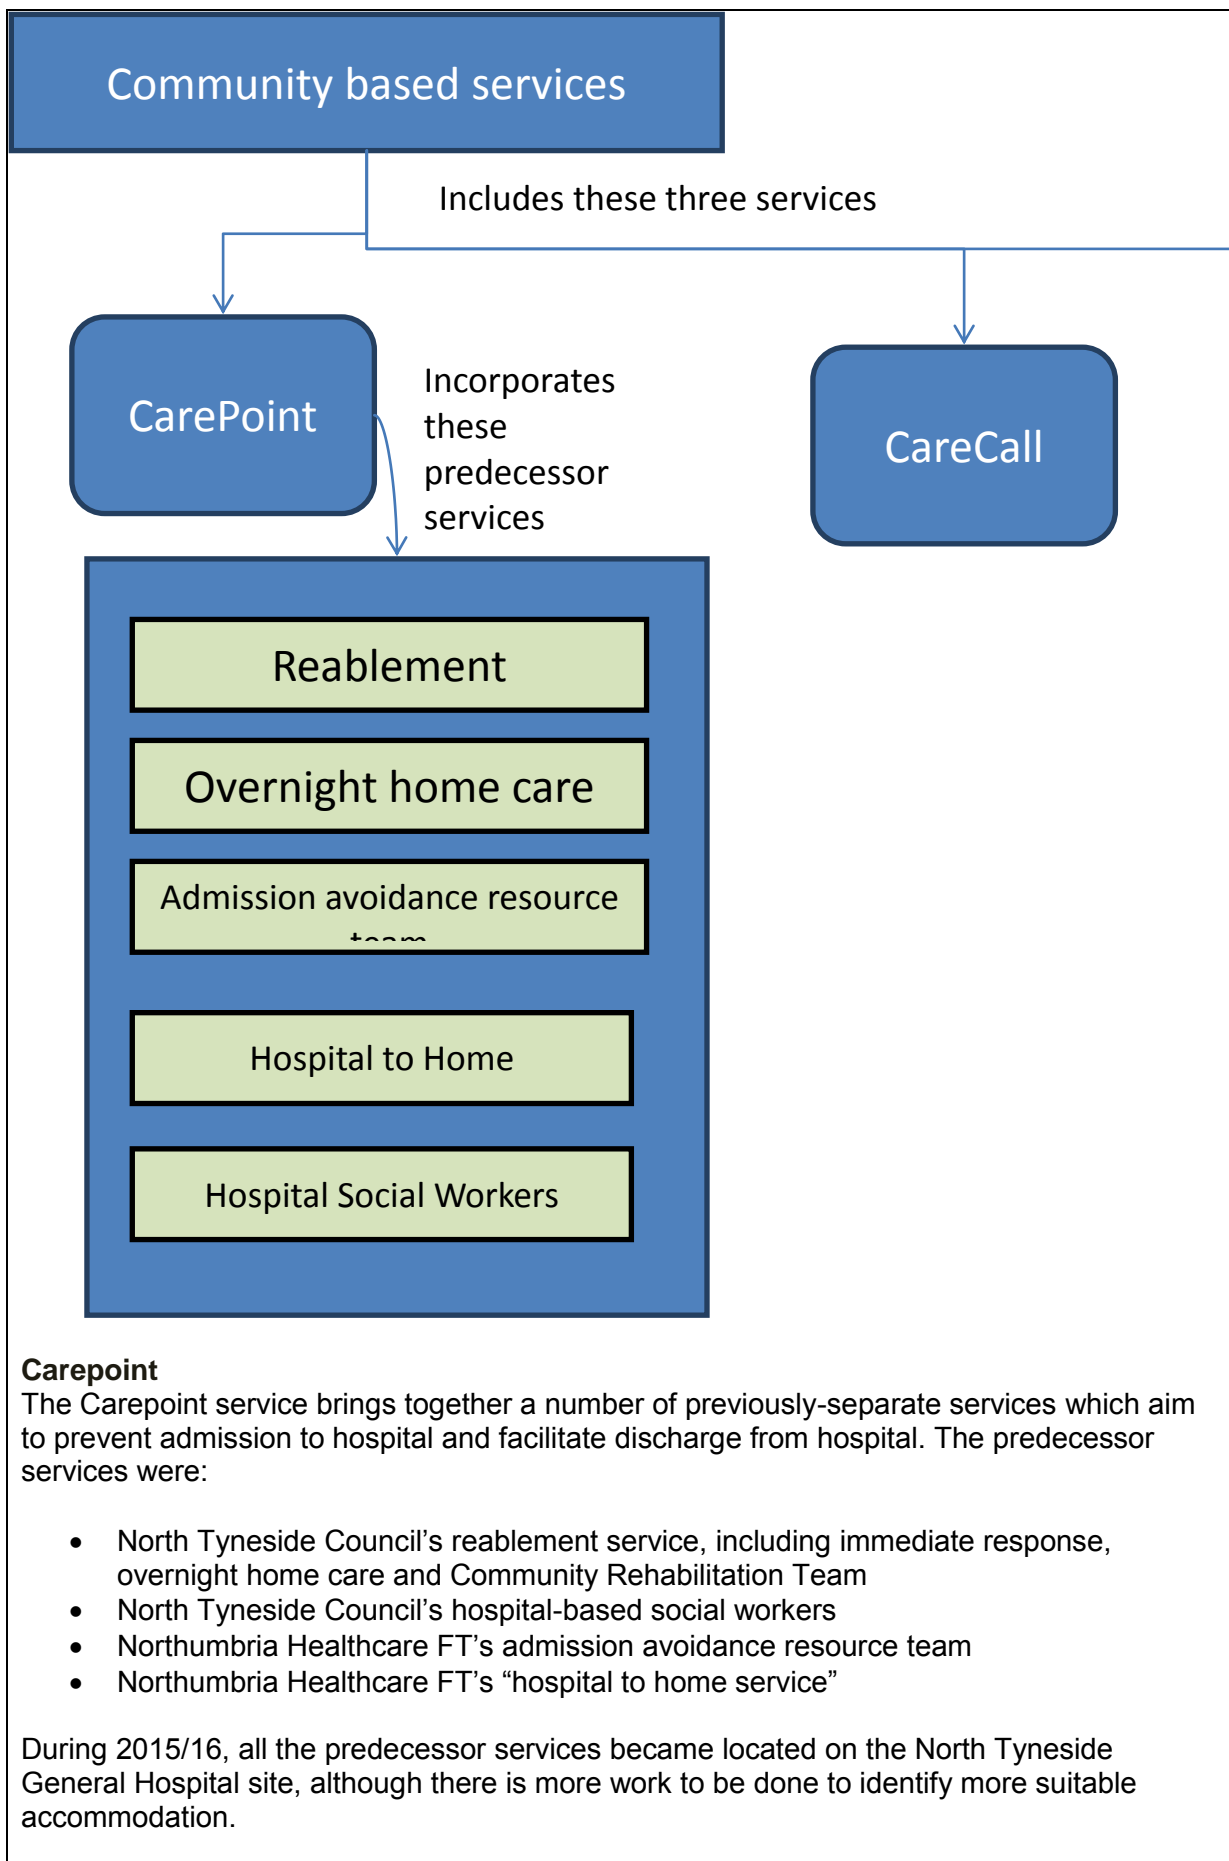 Community based services
Includes these three services
CarePoint
Incorporates
these
predecessor
services
CareCall
Reablement
Overnight home care
Admission avoidance resource
team
Hospital to Home
Hospital Social Workers
Carepoint
The Carepoint service brings together a number of previously-separate services which aim
to prevent admission to hospital and facilitate discharge from hospital. The predecessor
services were:
• North Tyneside Council’s reablement service, including immediate response,
overnight home care and Community Rehabilitation Team
• North Tyneside Council’s hospital-based social workers
• Northumbria Healthcare FT’s admission avoidance resource team
• Northumbria Healthcare FT’s “hospital to home service”
During 2015/16, all the predecessor services became located on the North Tyneside
General Hospital site, although there is more work to be done to identify more suitable
accommodation.